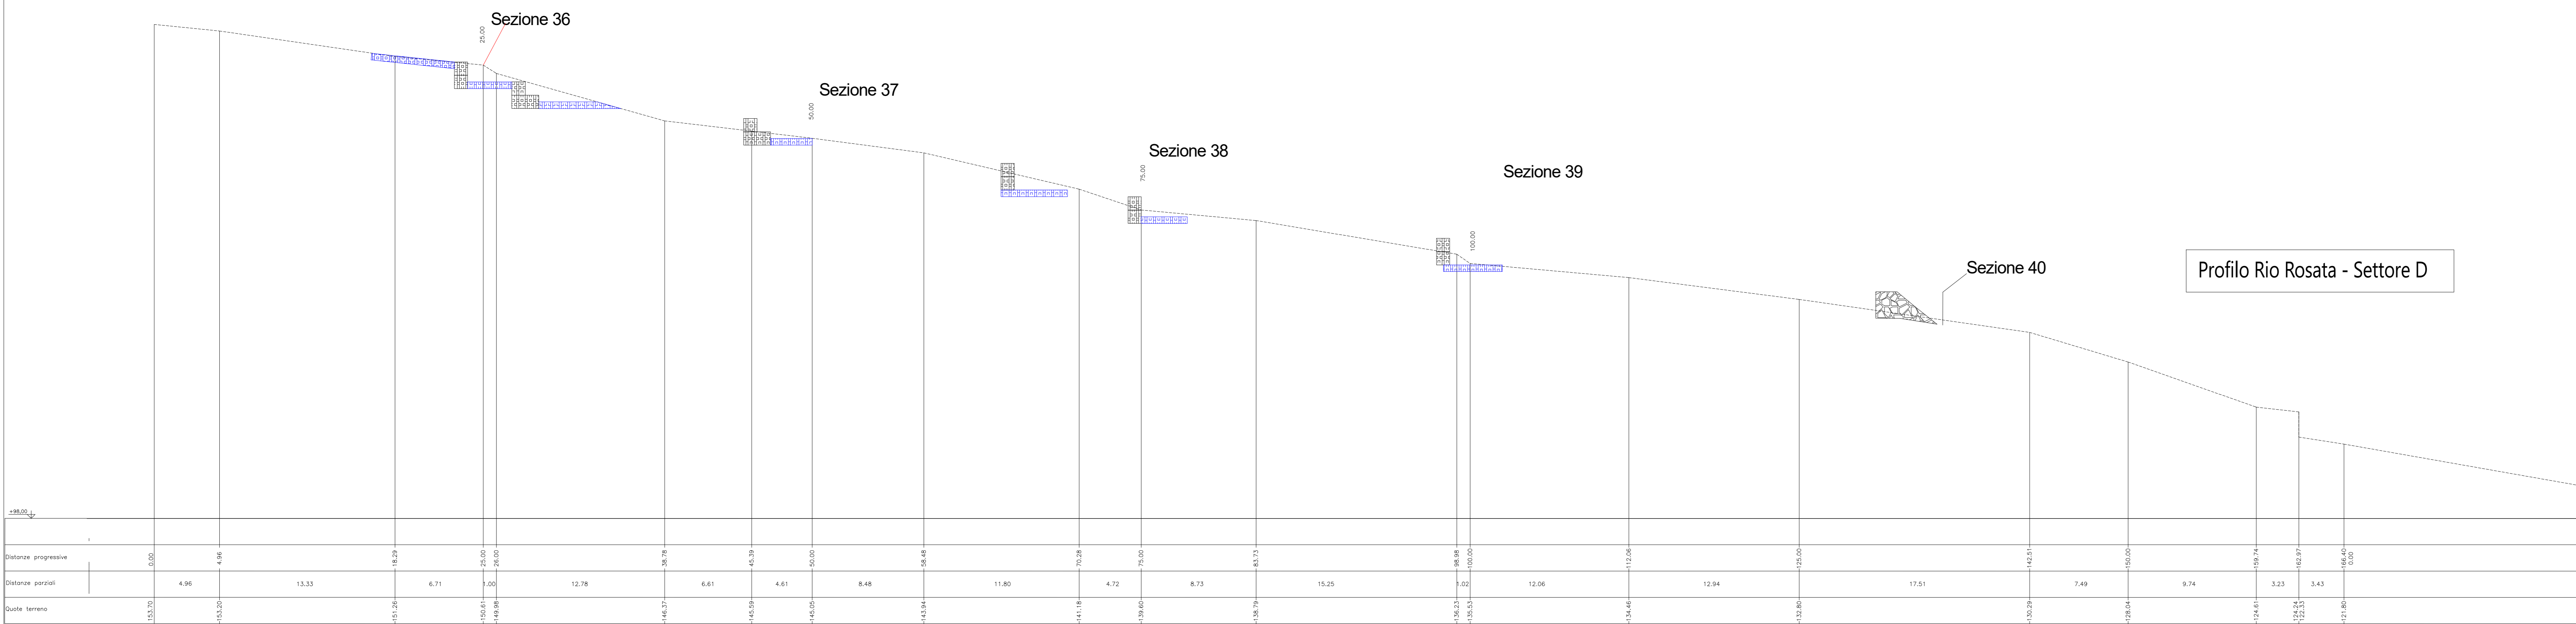 Sezione 36
25.00
Sezione 37
50.00
Sezione 38
75.00
Sezione 39
100.00
Sezione 40
Profilo Rio Rosata - Settore D
+98,00
Distanze progressive 0.00 4.96 18.29 25.00 26.00 38.78 45.39 50.00 58.48 70.28 75.00 83.73 98.98 100.00 112.06 125.00 142.51 150.00 159.74 162.97 166.40 0.00
Distanze parziali 4.96 13.33 6.71 1.00 12.78 6.61 4.61 8.48 11.80 4.72 8.73 15.25 1.02 12.06 12.94 17.51 7.49 9.74 3.23 3.43
Quote terreno 153.70 153.20 151.26 150.61 149.98 146.37 145.59 145.05 143.94 141.18 139.60 138.79 136.23 135.53 134.46 132.80 130.29 128.04 124.61 124.24 122.33 121.80